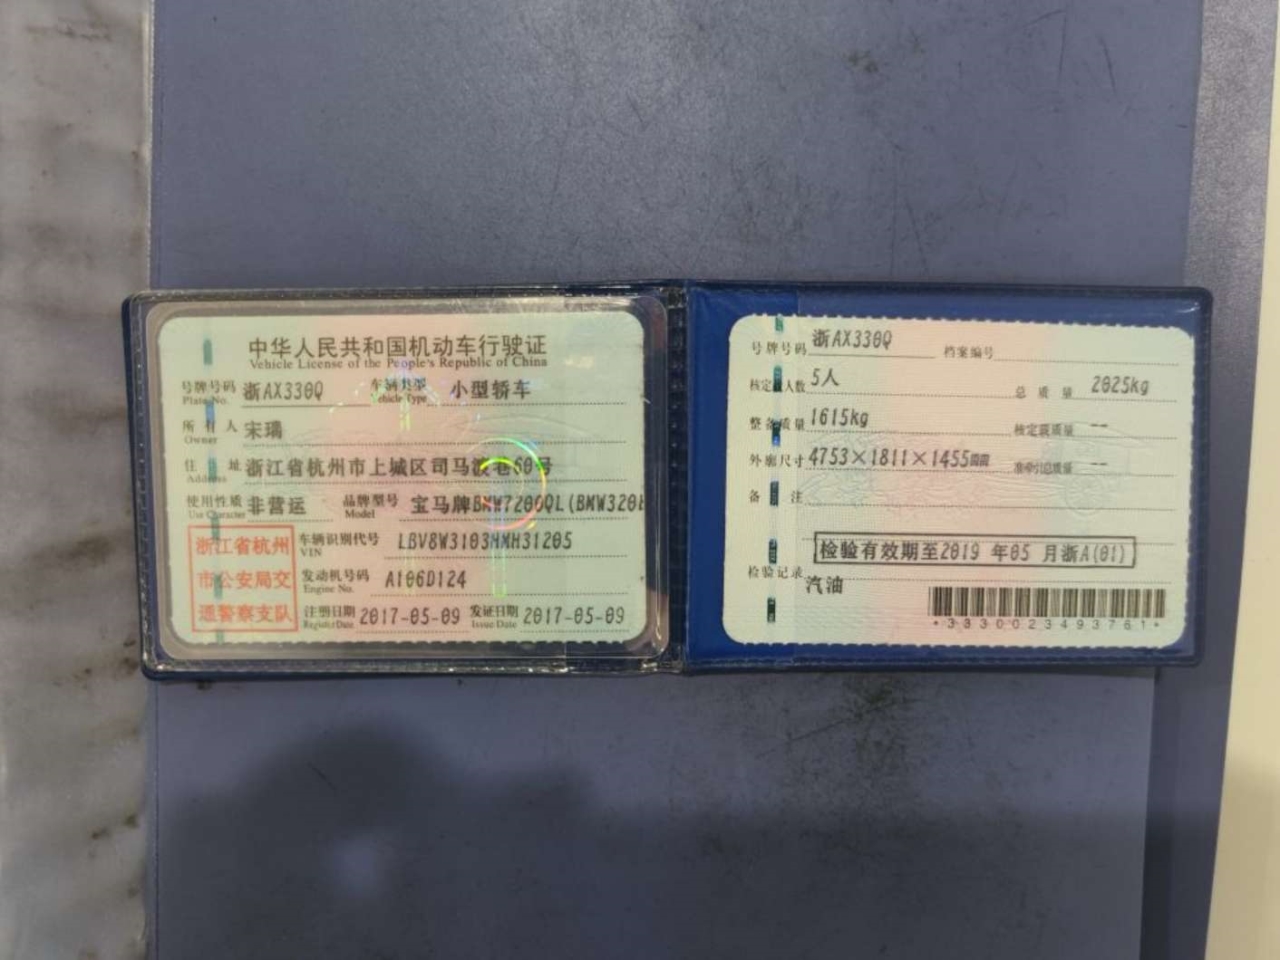 中华人民共和国机动车行驶证
Vehicle License of the People's Republic of China
号牌号码 浙AX330Q 车辆类型 小型轿车
Plate No. Vehicle Type
所有人 宋瑀
Owner
住址 浙江省杭州市上城区司马渡巷60号
Address
使用性质 非营运 品牌型号 宝马牌BMW7200QL(BMW320
Use Character Model
浙江省杭州市公安局交通警察支队
车辆识别代号 LBV8W3103HMH31205
VIN
发动机号码 A106D124
Engine No.
注册日期 2017-05-09 发证日期 2017-05-09
Register Date Issue Date
号牌号码 浙AX330Q 档案编号
核定人数 5人 总质量 2025kg
整备质量 1615kg 核定载质量 --
外廓尺寸 4753×1811×1455mm 准牵引总质量 --
备注
检验有效期至2019 年05 月浙A(01)
检验记录
汽油
*3330023493761*